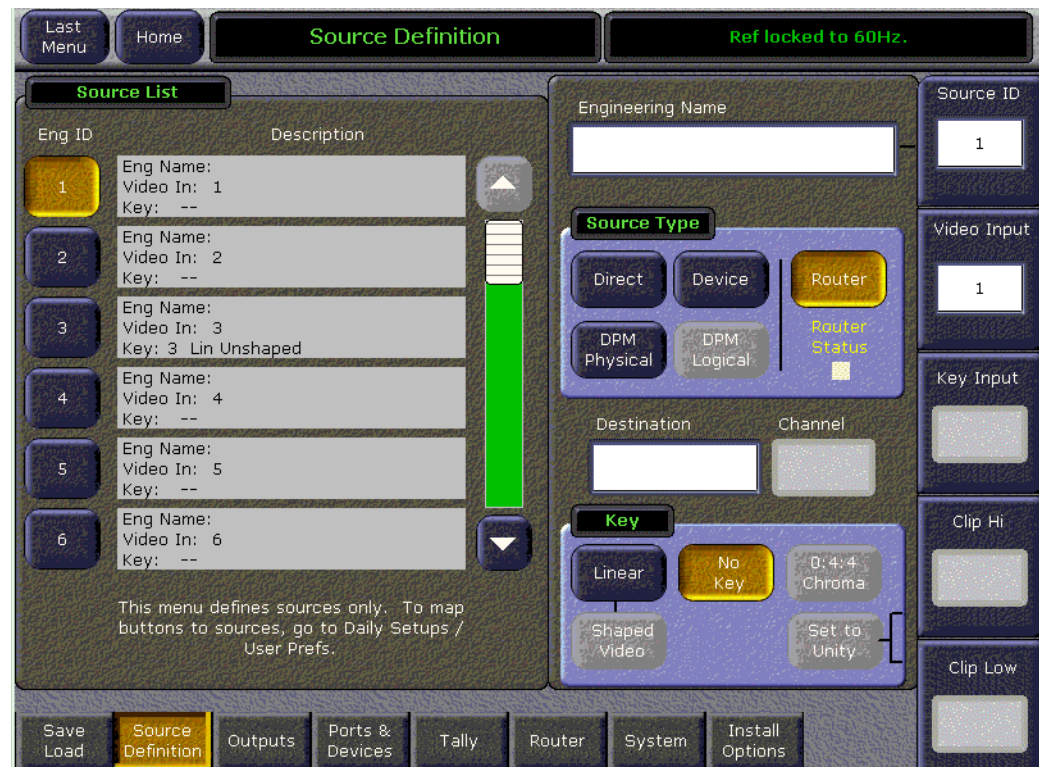 Last
Menu
Home
Source Definition
Ref locked to 60Hz.
Source List
Eng ID
Description
1
Eng Name:
Video In: 1
Key: --
2
Eng Name:
Video In: 2
Key: --
3
Eng Name:
Video In: 3
Key: 3 Lin Unshaped
4
Eng Name:
Video In: 4
Key: --
5
Eng Name:
Video In: 5
Key: --
6
Eng Name:
Video In: 6
Key: --
This menu defines sources only. To map
buttons to sources, go to Daily Setups /
User Prefs.
Engineering Name
Source Type
Direct
Device
Router
DPM
Physical
DPM
Logical
Router
Status
Destination
Channel
Key
Linear
No
Key
0:4:4
Chroma
Shaped
Video
Set to
Unity
Source ID
1
Video Input
1
Key Input
Clip Hi
Clip Low
Save
Load
Source
Definition
Outputs
Ports &
Devices
Tally
Router
System
Install
Options